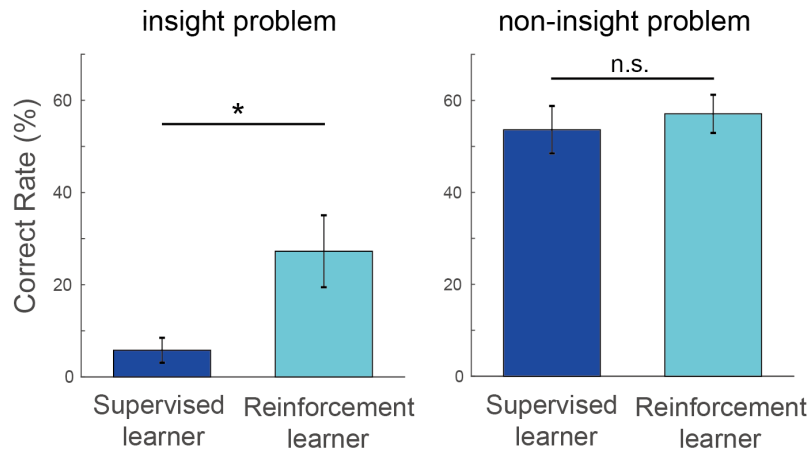 insight problem
non-insight problem
n.s.
*
Correct Rate (%)
60
40
20
0
60
40
20
0
Supervised
learner
Reinforcement
learner
Supervised
learner
Reinforcement
learner